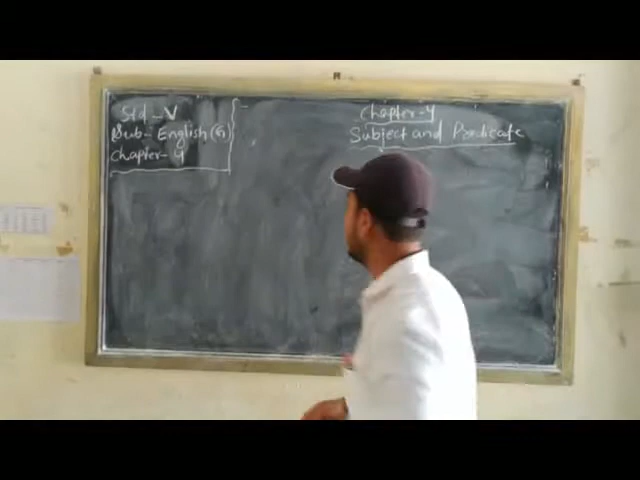 Std - V
Sub - English (G)
Chapter - 4
Chapter - 4
Subject and Predicate